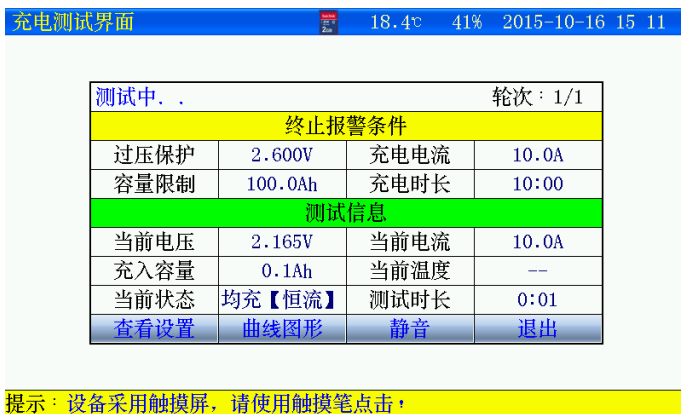 充电测试界面 18.4℃ 41% 2015-10-16 15 11
测试中. . 轮次:1/1
终止报警条件
过压保护 2.600V 充电电流 10.0A
容量限制 100.0Ah 充电时长 10:00
测试信息
当前电压 2.165V 当前电流 10.0A
充入容量 0.1Ah 当前温度 --
当前状态 均充【恒流】 测试时长 0:01
查看设置 曲线图形 静音 退出
提示:设备采用触摸屏，请使用触摸笔点击!